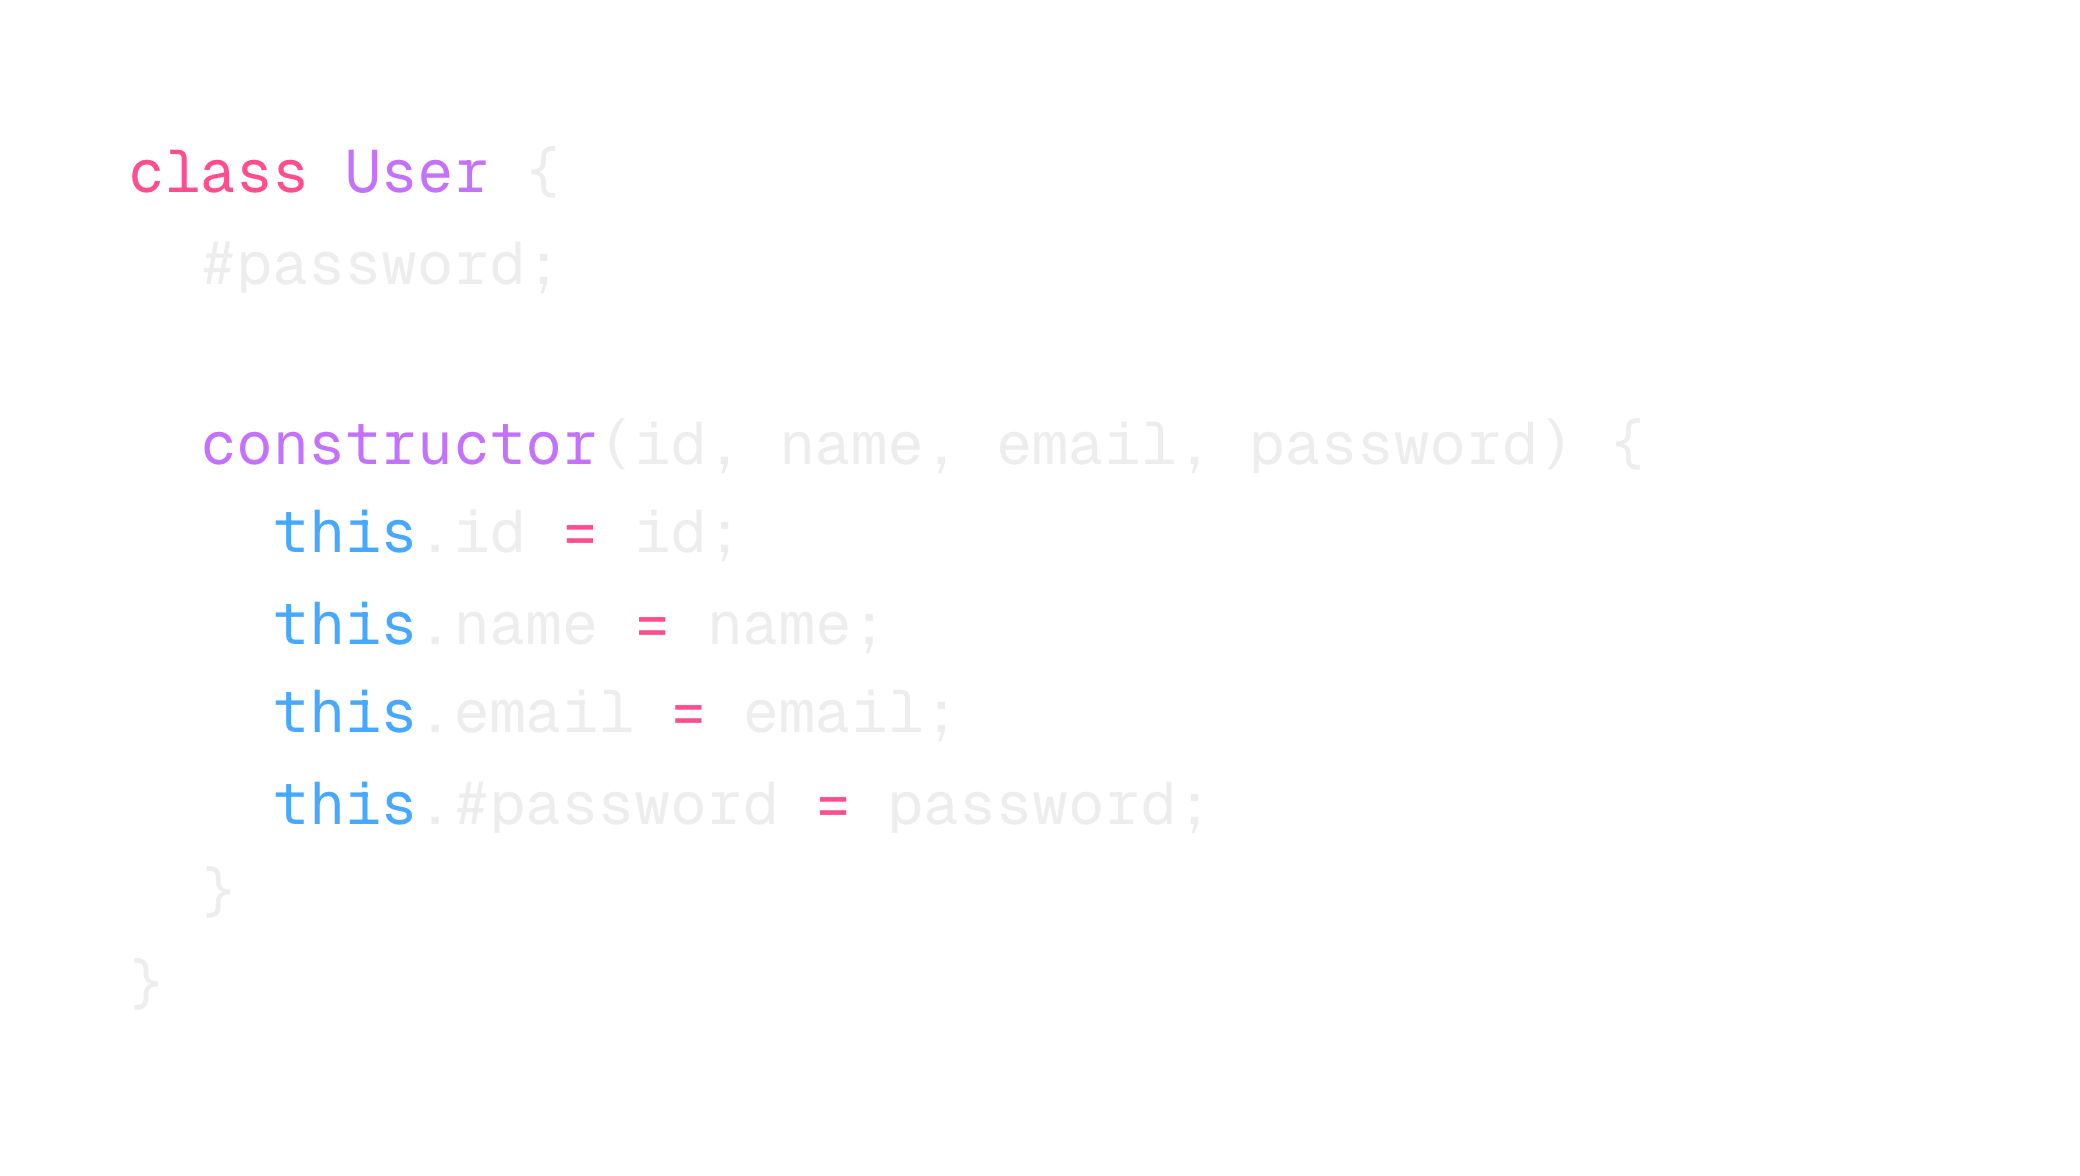 class User {
  #password;

  constructor(id, name, email, password) {
    this.id = id;
    this.name = name;
    this.email = email;
    this.#password = password;
  }
}